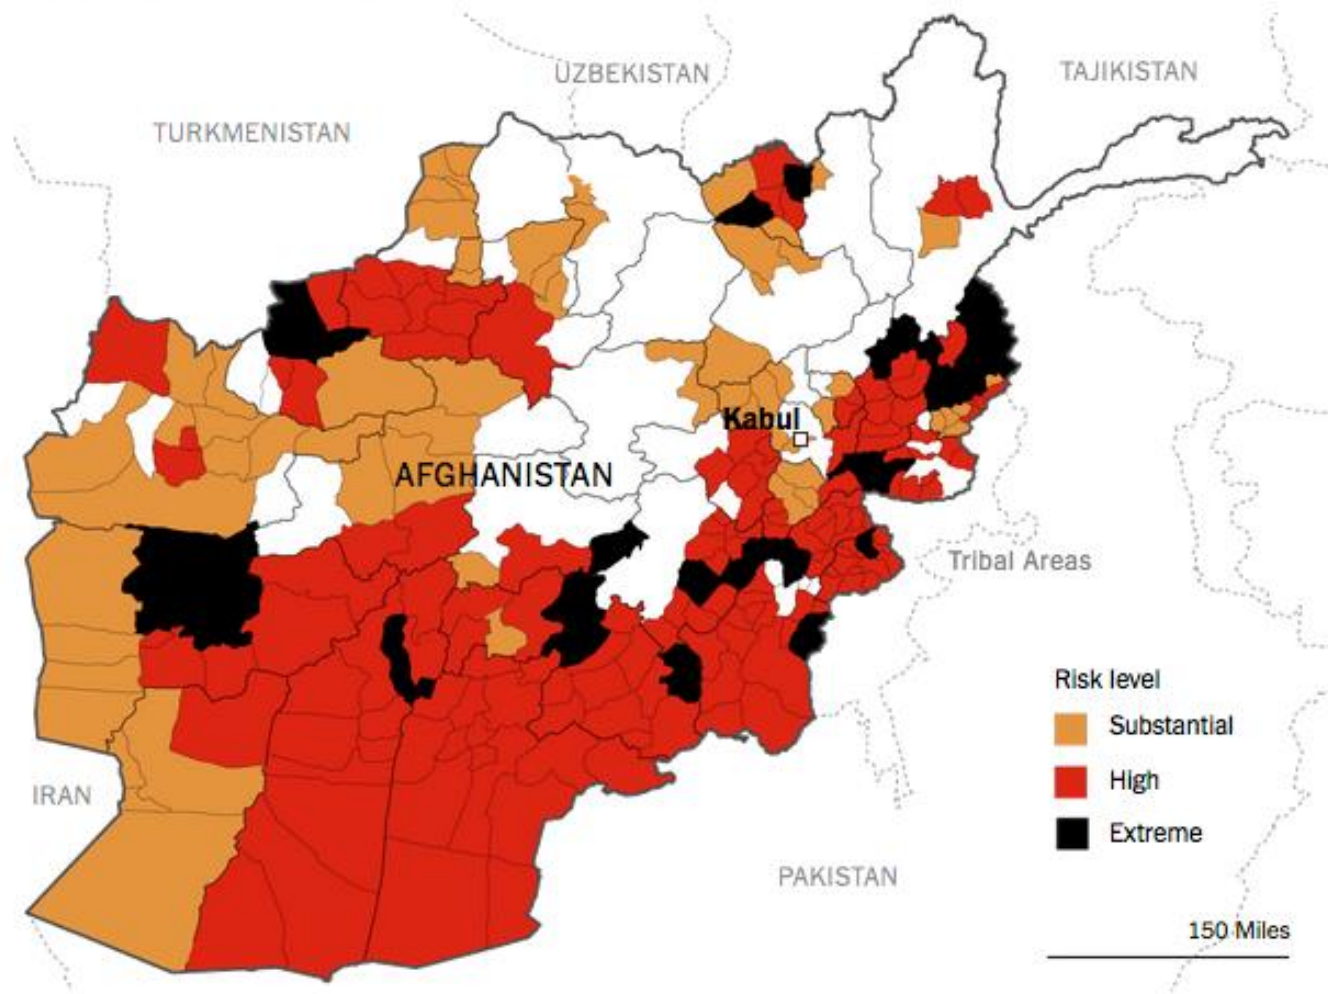 UZBEKISTAN
TAJIKISTAN
TURKMENISTAN
Kabul
AFGHANISTAN
Tribal Areas
Risk level
Substantial
High
Extreme
IRAN
PAKISTAN
150 Miles